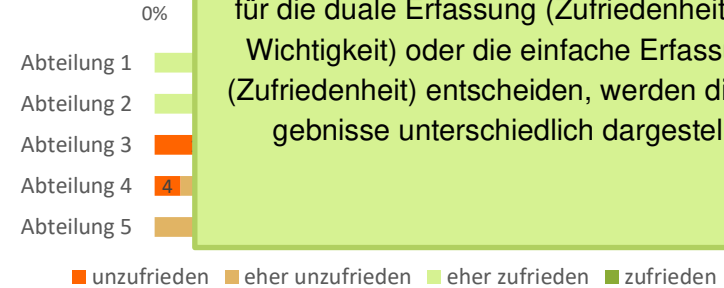 für die duale Erfassung (Zufriedenheit
0%
Wichtigkeit) oder die einfache Erfass
Abteilung 1
(Zufriedenheit) entscheiden, werden di
Abteilung 2
gebnisse unterschiedlich dargestel
Abteilung 3
Abteilung 4 4
Abteilung 5
unzufrieden eher unzufrieden eher zufrieden zufrieden